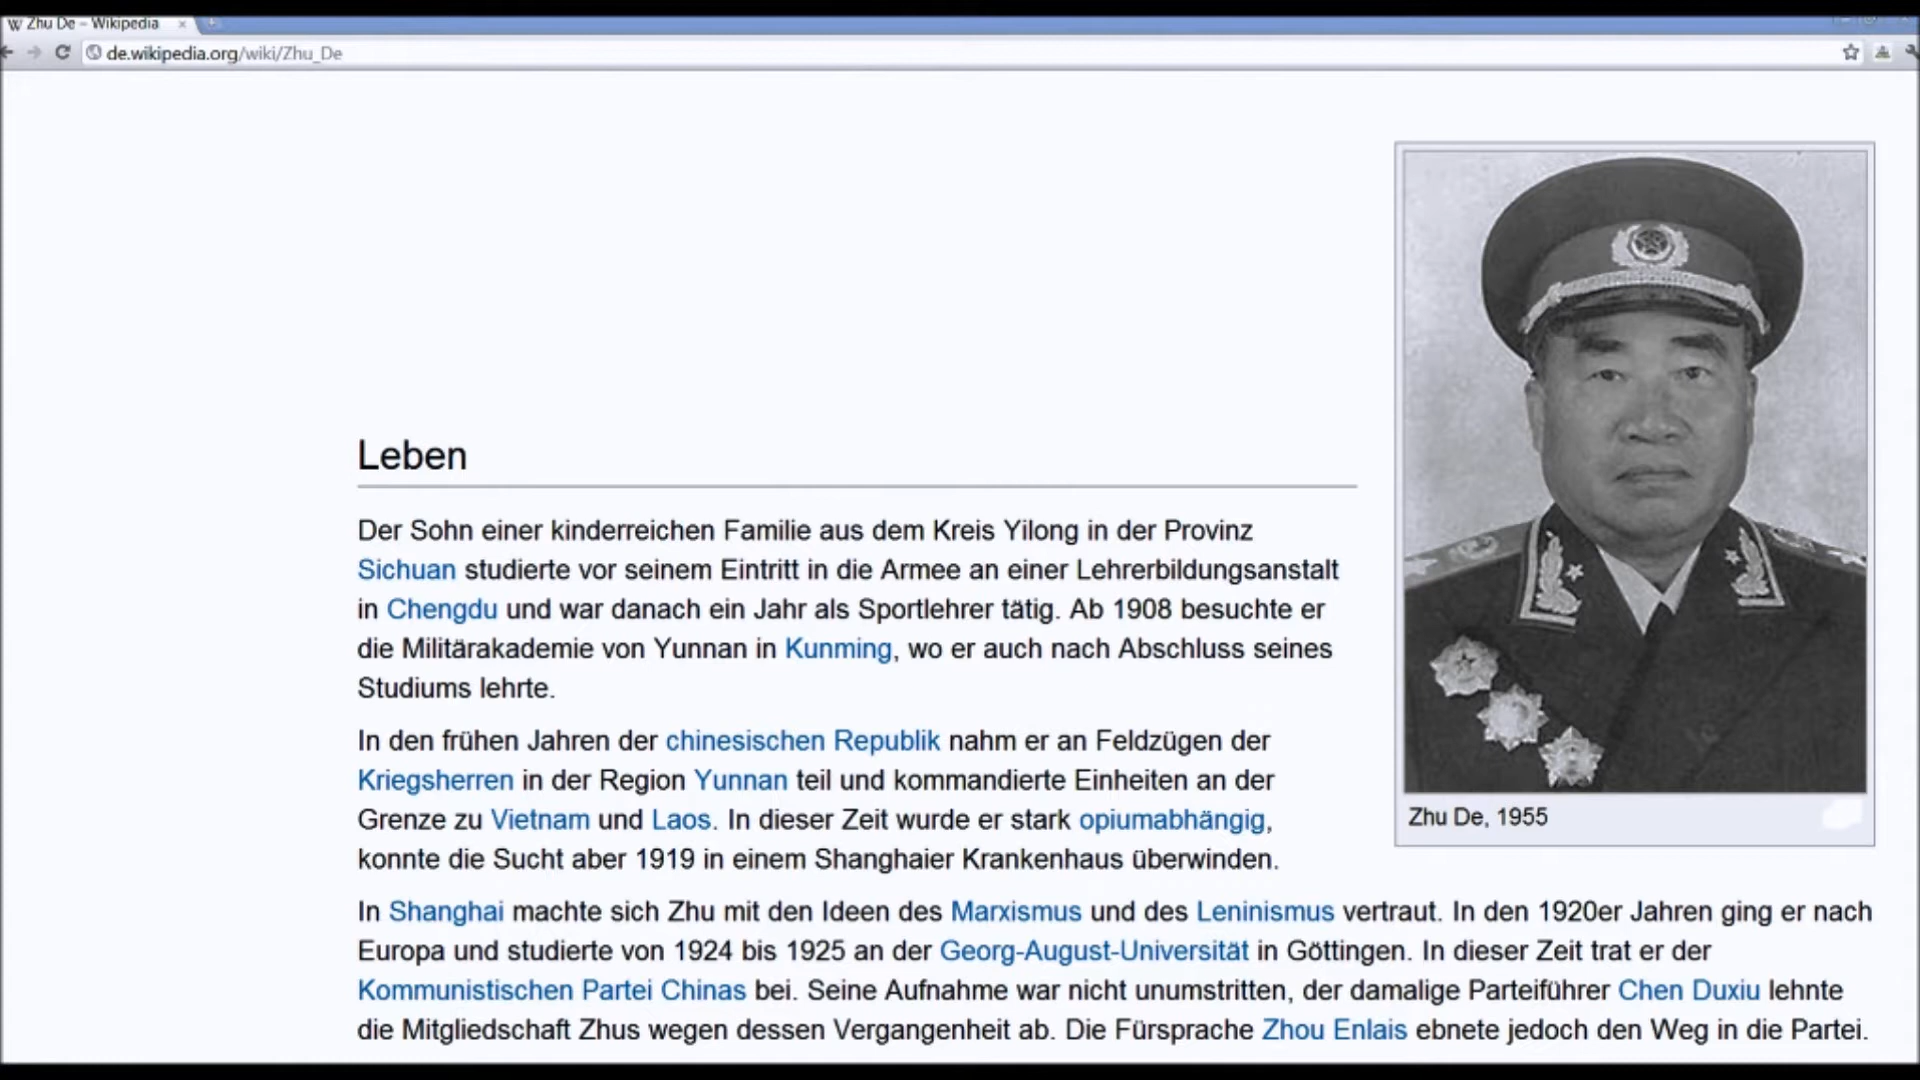 Zhu De – Wikipedia
de.wikipedia.org/wiki/Zhu_De
Leben
Der Sohn einer kinderreichen Familie aus dem Kreis Yilong in der Provinz
Sichuan studierte vor seinem Eintritt in die Armee an einer Lehrerbildungsanstalt
in Chengdu und war danach ein Jahr als Sportlehrer tätig. Ab 1908 besuchte er
die Militärakademie von Yunnan in Kunming, wo er auch nach Abschluss seines
Studiums lehrte.
In den frühen Jahren der chinesischen Republik nahm er an Feldzügen der
Kriegsherren in der Region Yunnan teil und kommandierte Einheiten an der
Grenze zu Vietnam und Laos. In dieser Zeit wurde er stark opiumabhängig,
konnte die Sucht aber 1919 in einem Shanghaier Krankenhaus überwinden.
Zhu De, 1955
In Shanghai machte sich Zhu mit den Ideen des Marxismus und des Leninismus vertraut. In den 1920er Jahren ging er nach
Europa und studierte von 1924 bis 1925 an der Georg-August-Universität in Göttingen. In dieser Zeit trat er der
Kommunistischen Partei Chinas bei. Seine Aufnahme war nicht unumstritten, der damalige Parteiführer Chen Duxiu lehnte
die Mitgliedschaft Zhus wegen dessen Vergangenheit ab. Die Fürsprache Zhou Enlais ebnete jedoch den Weg in die Partei.